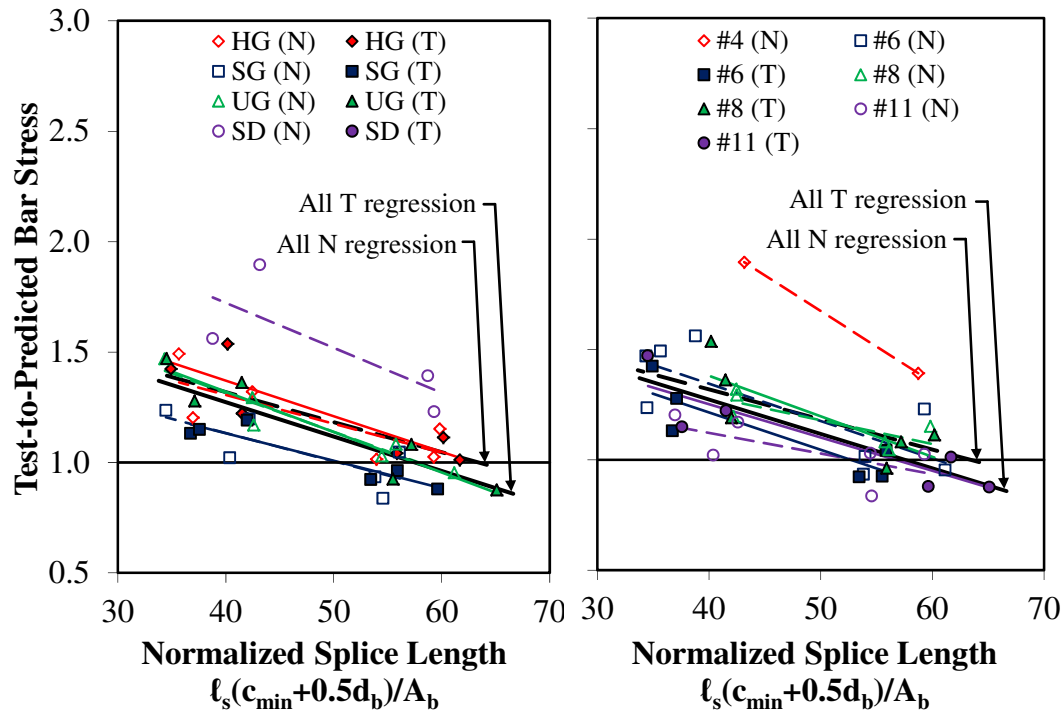 Test-to-Predicted Bar Stress
3.0
2.5
2.0
1.5
1.0
0.5
HG (N)
HG (T)
SG (N)
SG (T)
UG (N)
UG (T)
SD (N)
SD (T)
All T regression
All N regression
30
40
50
60
70
Normalized Splice Length
ℓs(cmin+0.5db)/Ab
#4 (N)
#6 (N)
#6 (T)
#8 (N)
#8 (T)
#11 (N)
#11 (T)
All T regression
All N regression
30
40
50
60
70
Normalized Splice Length
ℓs(cmin+0.5db)/Ab